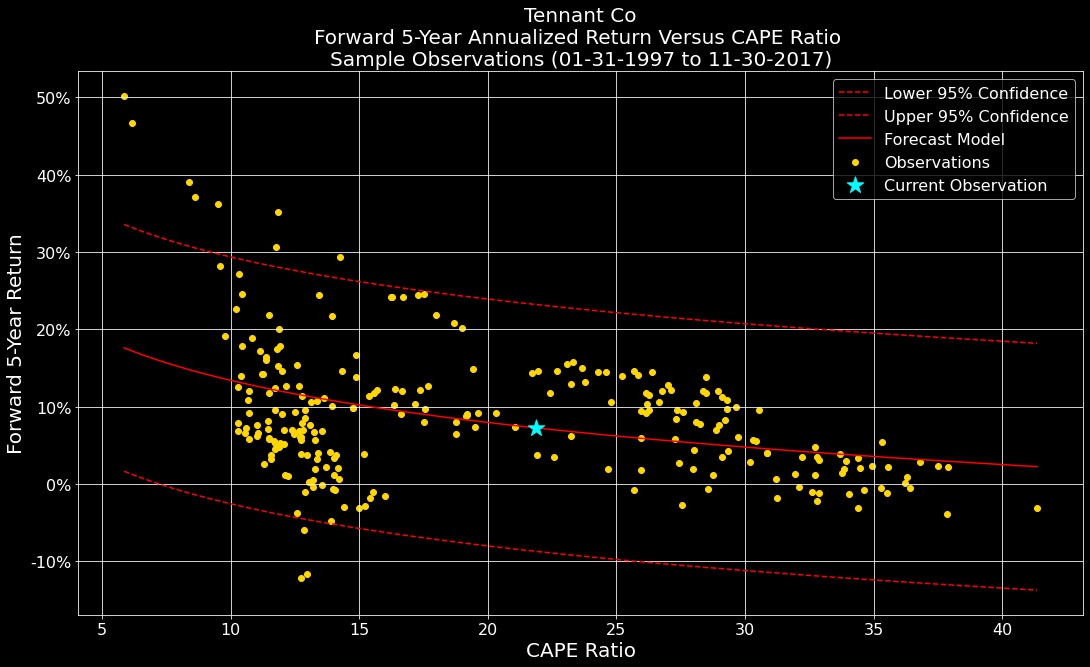 Tennant Co
Forward 5-Year Annualized Return Versus CAPE Ratio
Sample Observations (01-31-1997 to 11-30-2017)
Lower 95% Confidence
Upper 95% Confidence
Forecast Model
Observations
Current Observation
Forward 5-Year Return
50%
40%
30%
20%
10%
0%
-10%
5 10 15 20 25 30 35 40
CAPE Ratio